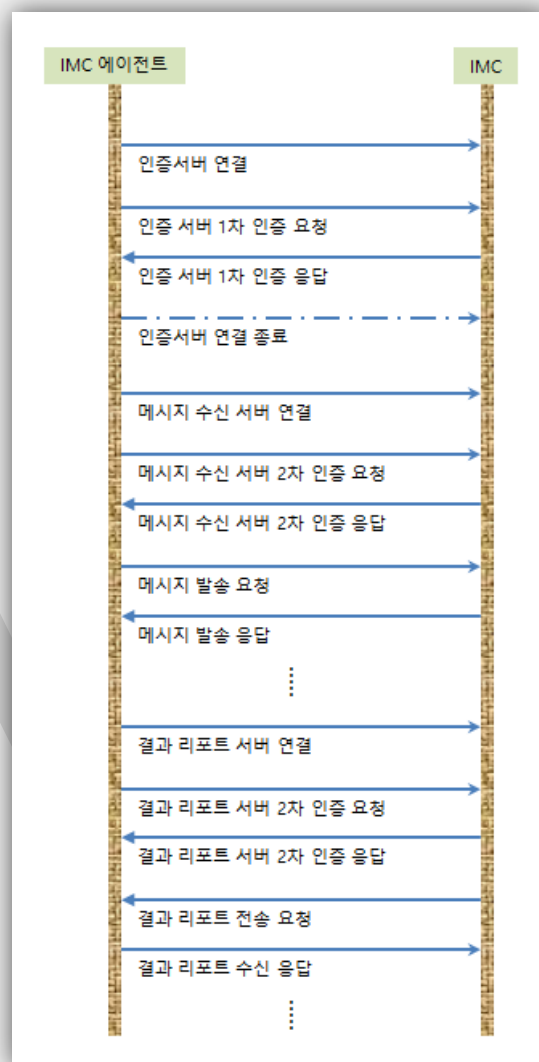 IMC 에이전트
IMC
인증서버 연결
인증 서버 1차 인증 요청
인증 서버 1차 인증 응답
인증서버 연결 종료
메시지 수신 서버 연결
메시지 수신 서버 2차 인증 요청
메시지 수신 서버 2차 인증 응답
메시지 발송 요청
메시지 발송 응답
결과 리포트 서버 연결
결과 리포트 서버 2차 인증 요청
결과 리포트 서버 2차 인증 응답
결과 리포트 전송 요청
결과 리포트 수신 응답